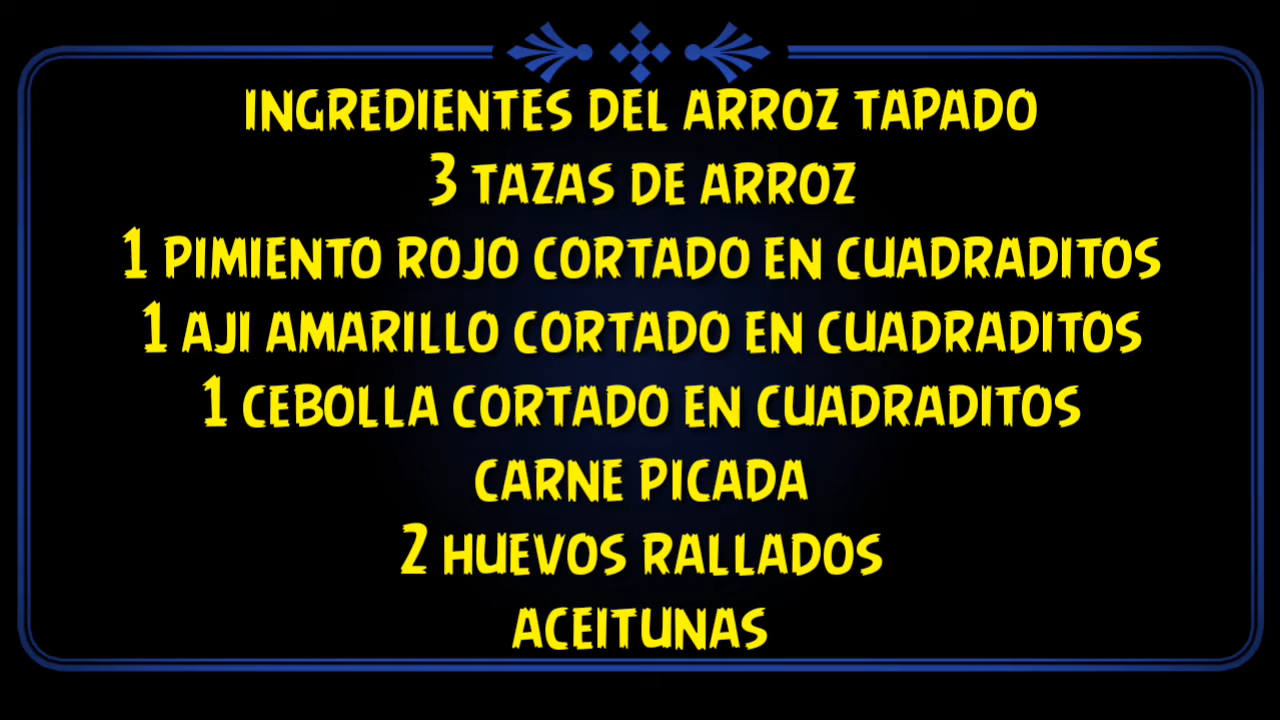 INGREDIENTES DEL ARROZ TAPADO
3 TAZAS DE ARROZ
1 PIMIENTO ROJO CORTADO EN CUADRADITOS
1 AJI AMARILLO CORTADO EN CUADRADITOS
1 CEBOLLA CORTADO EN CUADRADITOS
CARNE PICADA
2 HUEVOS RALLADOS
ACEITUNAS